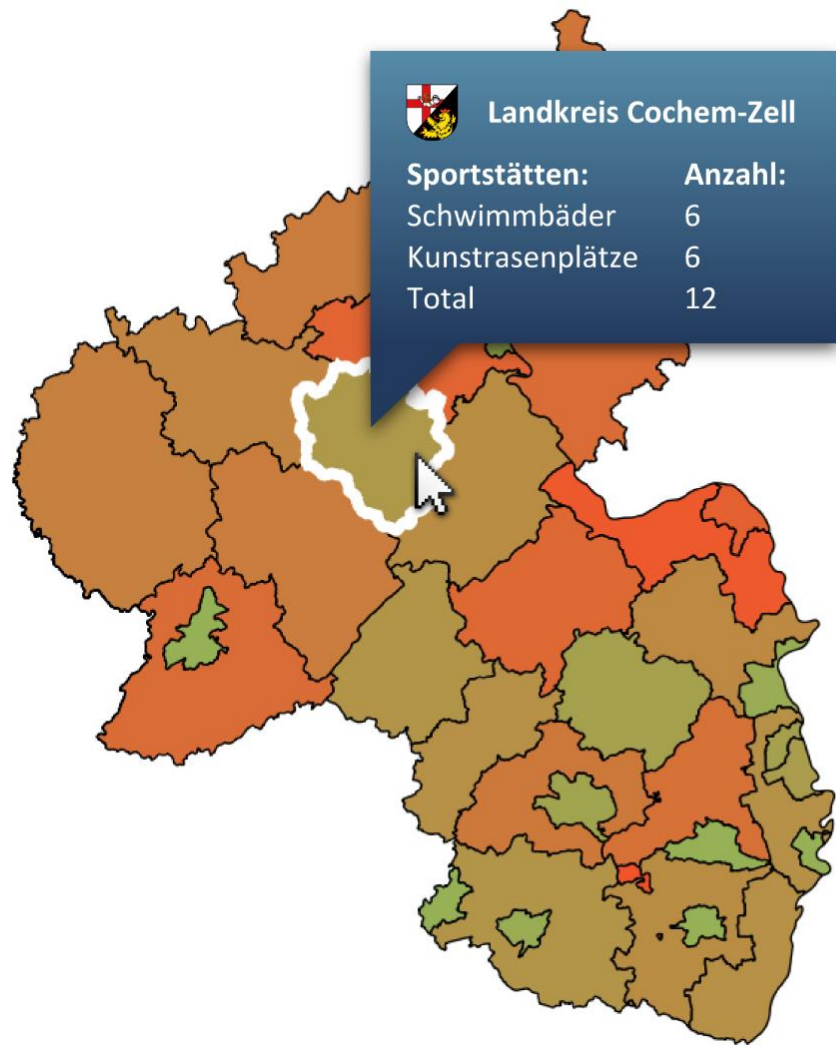 Landkreis Cochem-Zell
Sportstätten: Anzahl:
Schwimmbäder 6
Kunstrasenplätze 6
Total 12